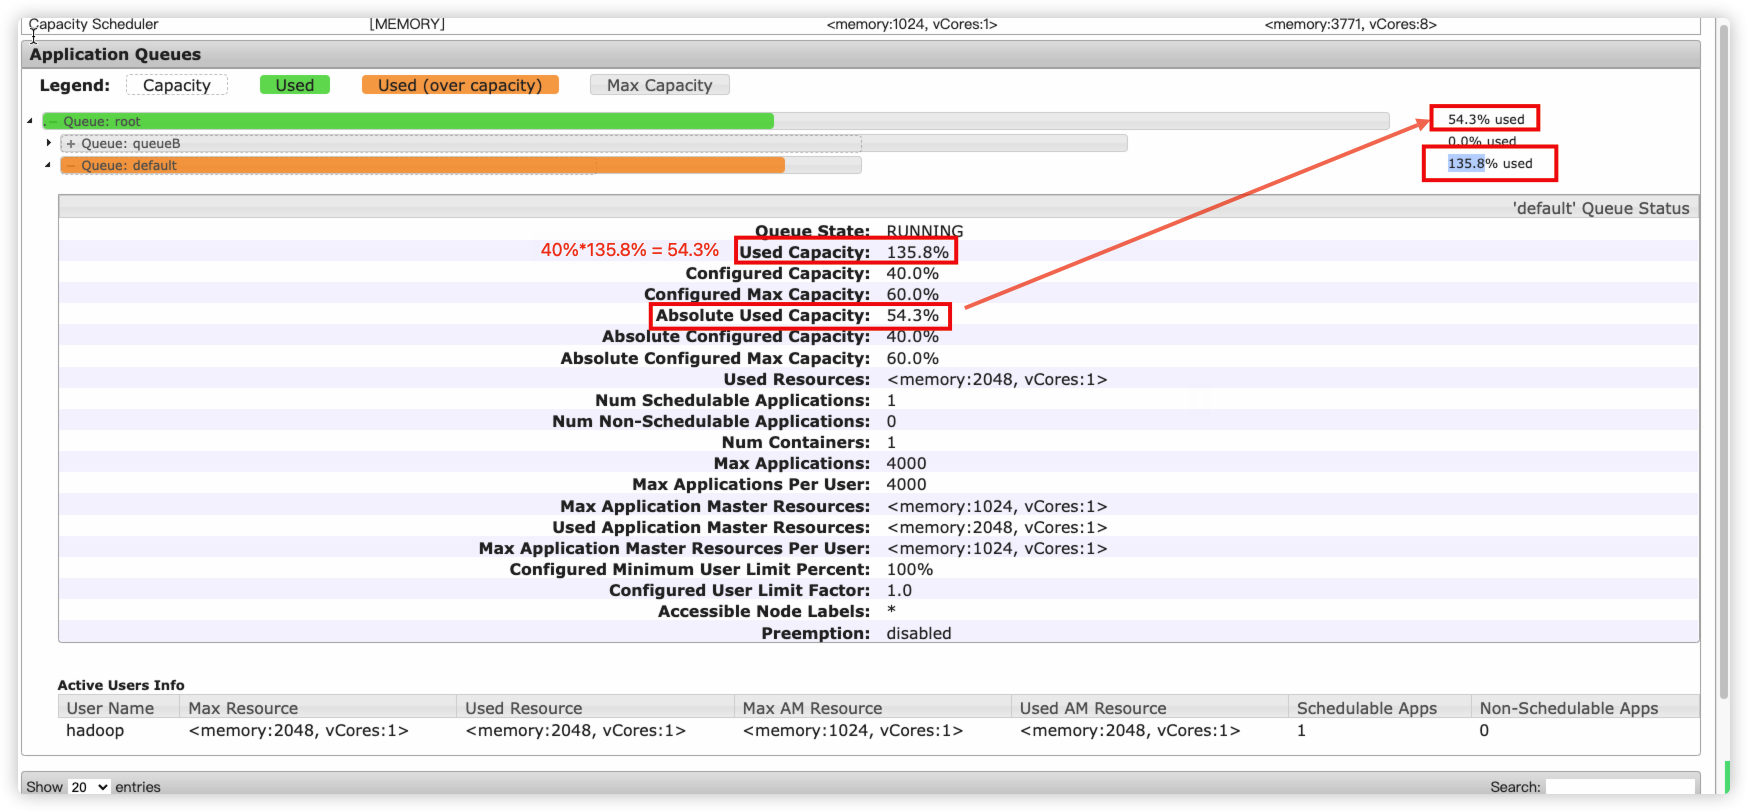 Capacity Scheduler [MEMORY] <memory:1024, vCores:1> <memory:3771, vCores:8>
Application Queues
Legend: Capacity Used Used (over capacity) Max Capacity
– Queue: root 54.3% used
+ Queue: queueB 0.0% used
– Queue: default 135.8% used
'default' Queue Status
Queue State: RUNNING
40%*135.8% = 54.3% Used Capacity: 135.8%
Configured Capacity: 40.0%
Configured Max Capacity: 60.0%
Absolute Used Capacity: 54.3%
Absolute Configured Capacity: 40.0%
Absolute Configured Max Capacity: 60.0%
Used Resources: <memory:2048, vCores:1>
Num Schedulable Applications: 1
Num Non-Schedulable Applications: 0
Num Containers: 1
Max Applications: 4000
Max Applications Per User: 4000
Max Application Master Resources: <memory:1024, vCores:1>
Used Application Master Resources: <memory:2048, vCores:1>
Max Application Master Resources Per User: <memory:1024, vCores:1>
Configured Minimum User Limit Percent: 100%
Configured User Limit Factor: 1.0
Accessible Node Labels: *
Preemption: disabled
Active Users Info
User Name Max Resource Used Resource Max AM Resource Used AM Resource Schedulable Apps Non-Schedulable Apps
hadoop <memory:2048, vCores:1> <memory:2048, vCores:1> <memory:1024, vCores:1> <memory:2048, vCores:1> 1 0
Show 20 entries Search: